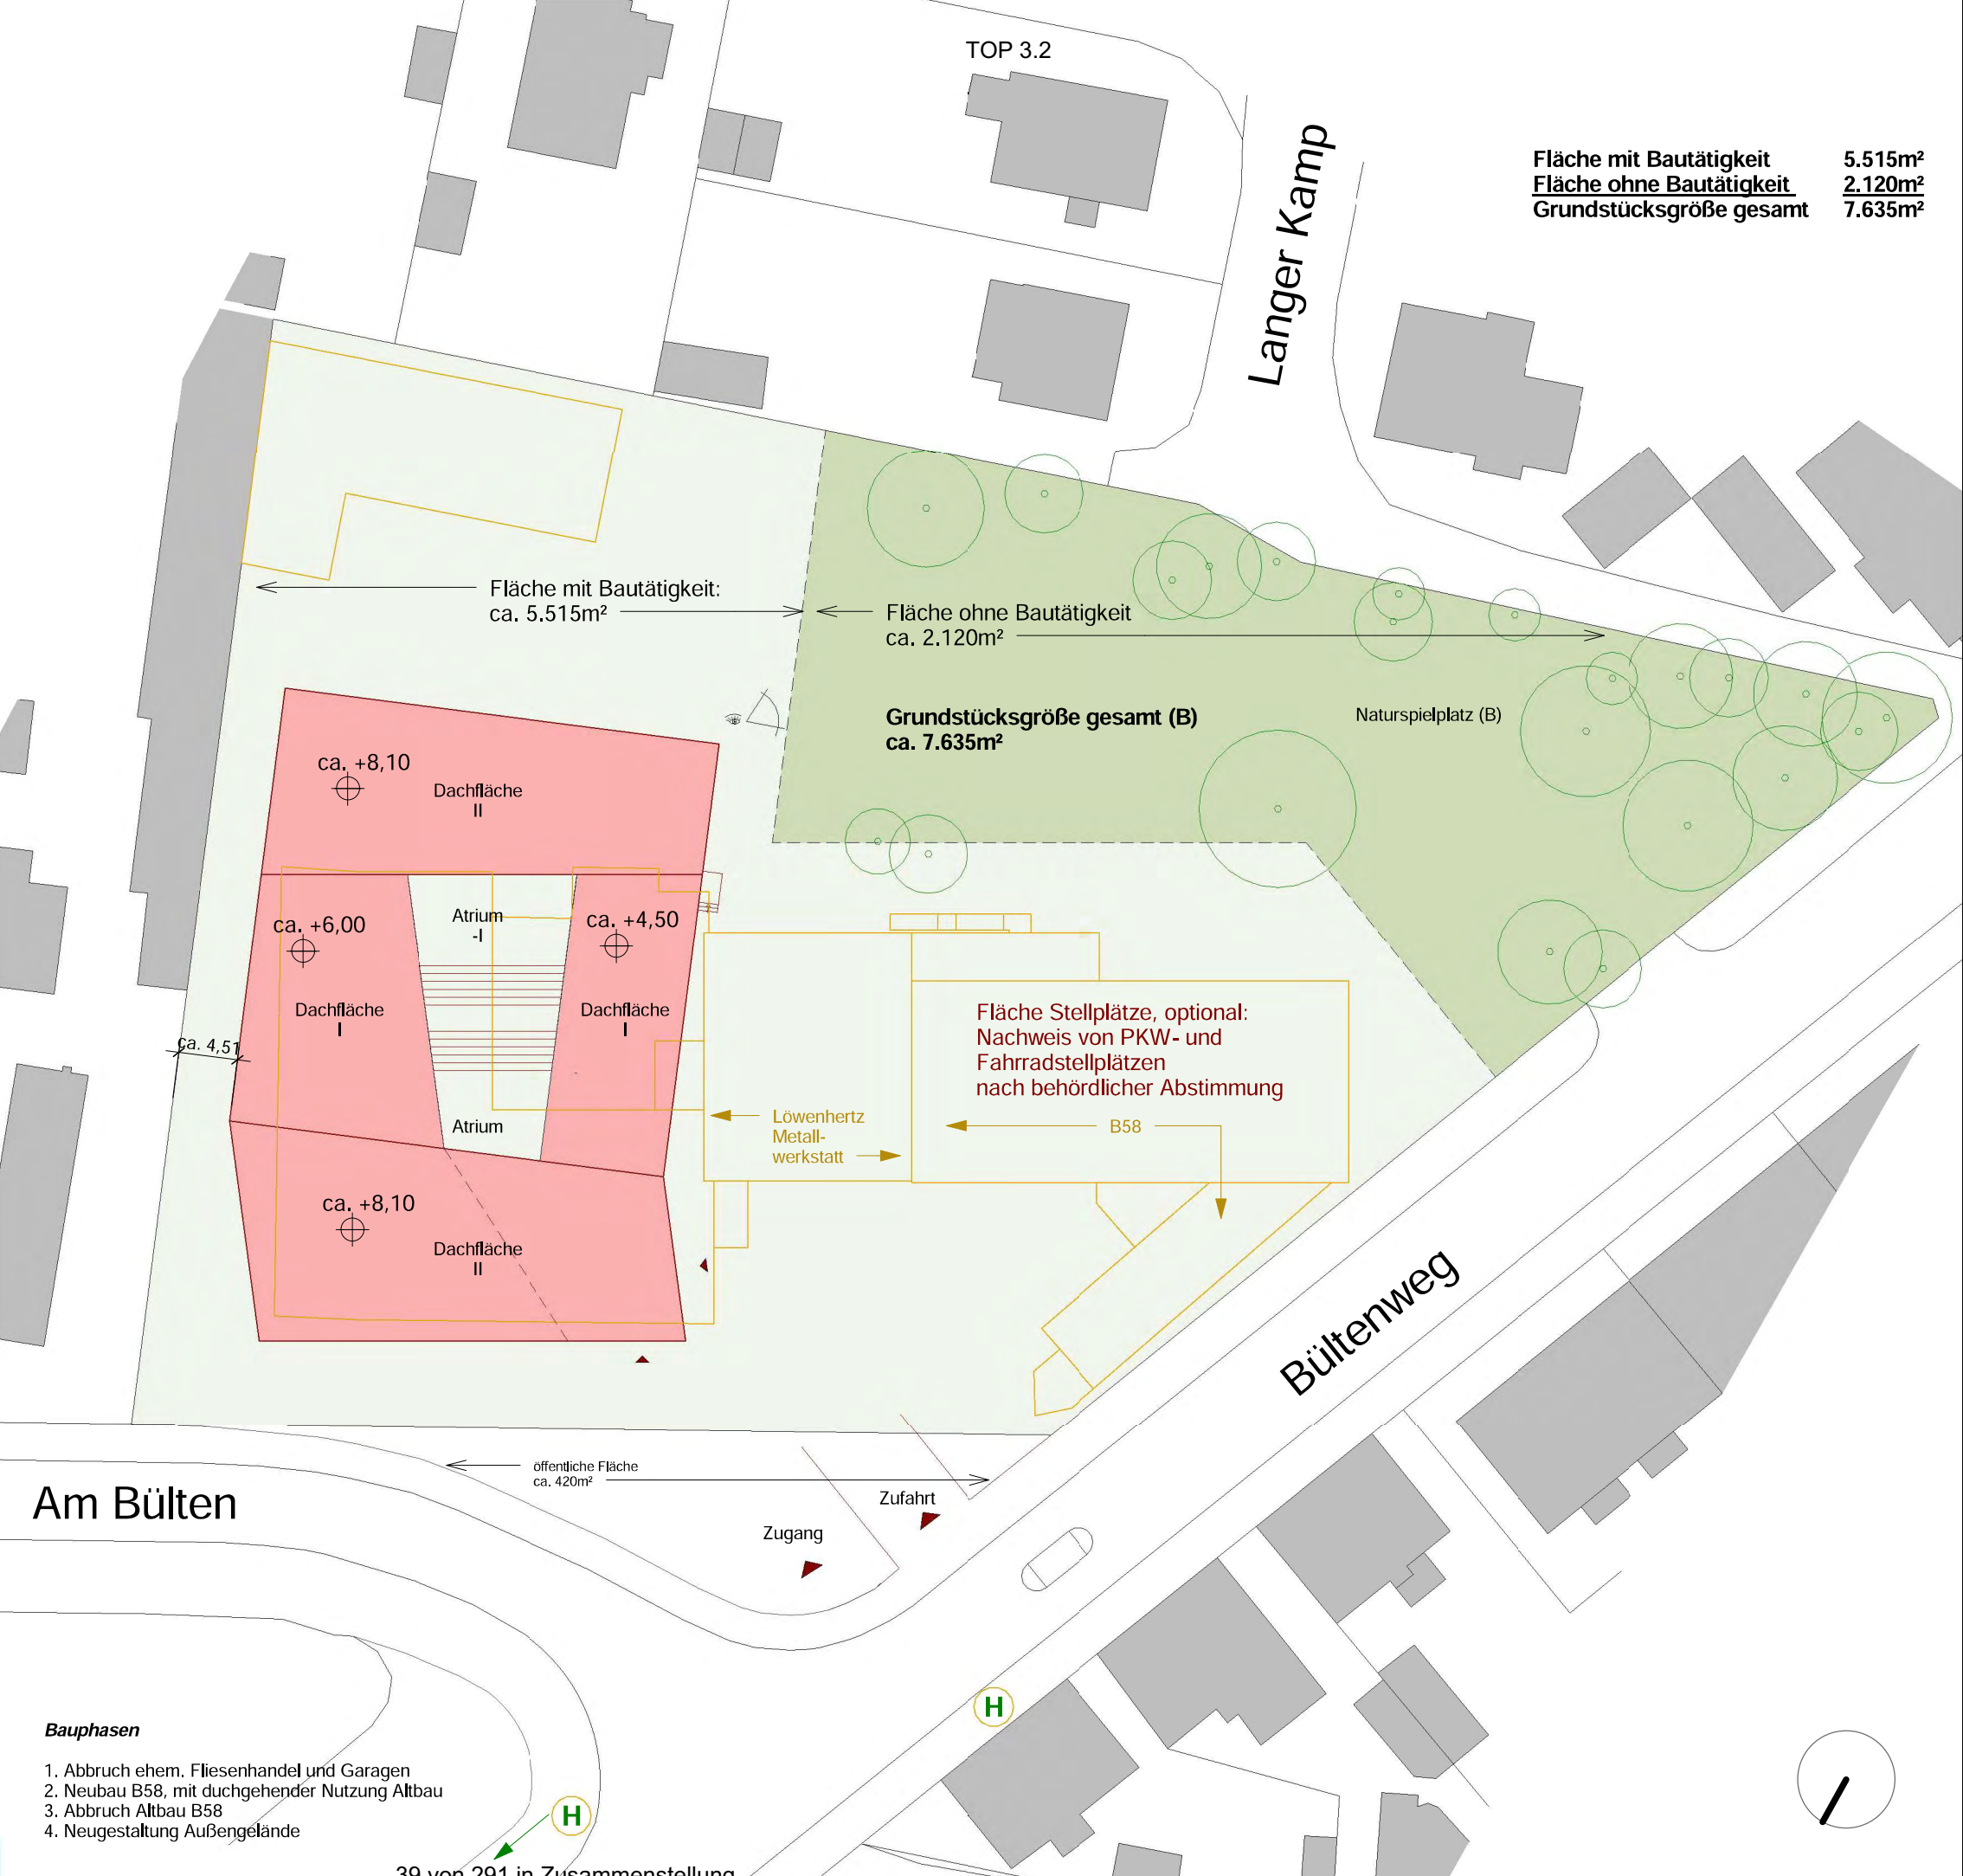 TOP 3.2
Langer Kamp
Fläche mit Bautätigkeit 5.515m²
Fläche ohne Bautätigkeit 2.120m²
Grundstücksgröße gesamt 7.635m²
Fläche mit Bautätigkeit:
ca. 5.515m²
Fläche ohne Bautätigkeit
ca. 2.120m²
Grundstücksgröße gesamt (B)
ca. 7.635m²
Naturspielplatz (B)
ca. +8,10
Dachfläche
II
ca. +6,00
Atrium
-I
ca. +4,50
Dachfläche
I
Dachfläche
I
ca. 4,51
Atrium
Fläche Stellplätze, optional:
Nachweis von PKW- und
Fahrradstellplätzen
nach behördlicher Abstimmung
Löwenhertz
Metall-
werkstatt
B58
ca. +8,10
Dachfläche
II
Bültenweg
öffentliche Fläche
ca. 420m²
Zufahrt
Zugang
Am Bülten
H
Bauphasen
1. Abbruch ehem. Fliesenhandel und Garagen
2. Neubau B58, mit duchgehender Nutzung Altbau
3. Abbruch Altbau B58
4. Neugestaltung Außengelände
H
39 von 291 in Zusammenstellung